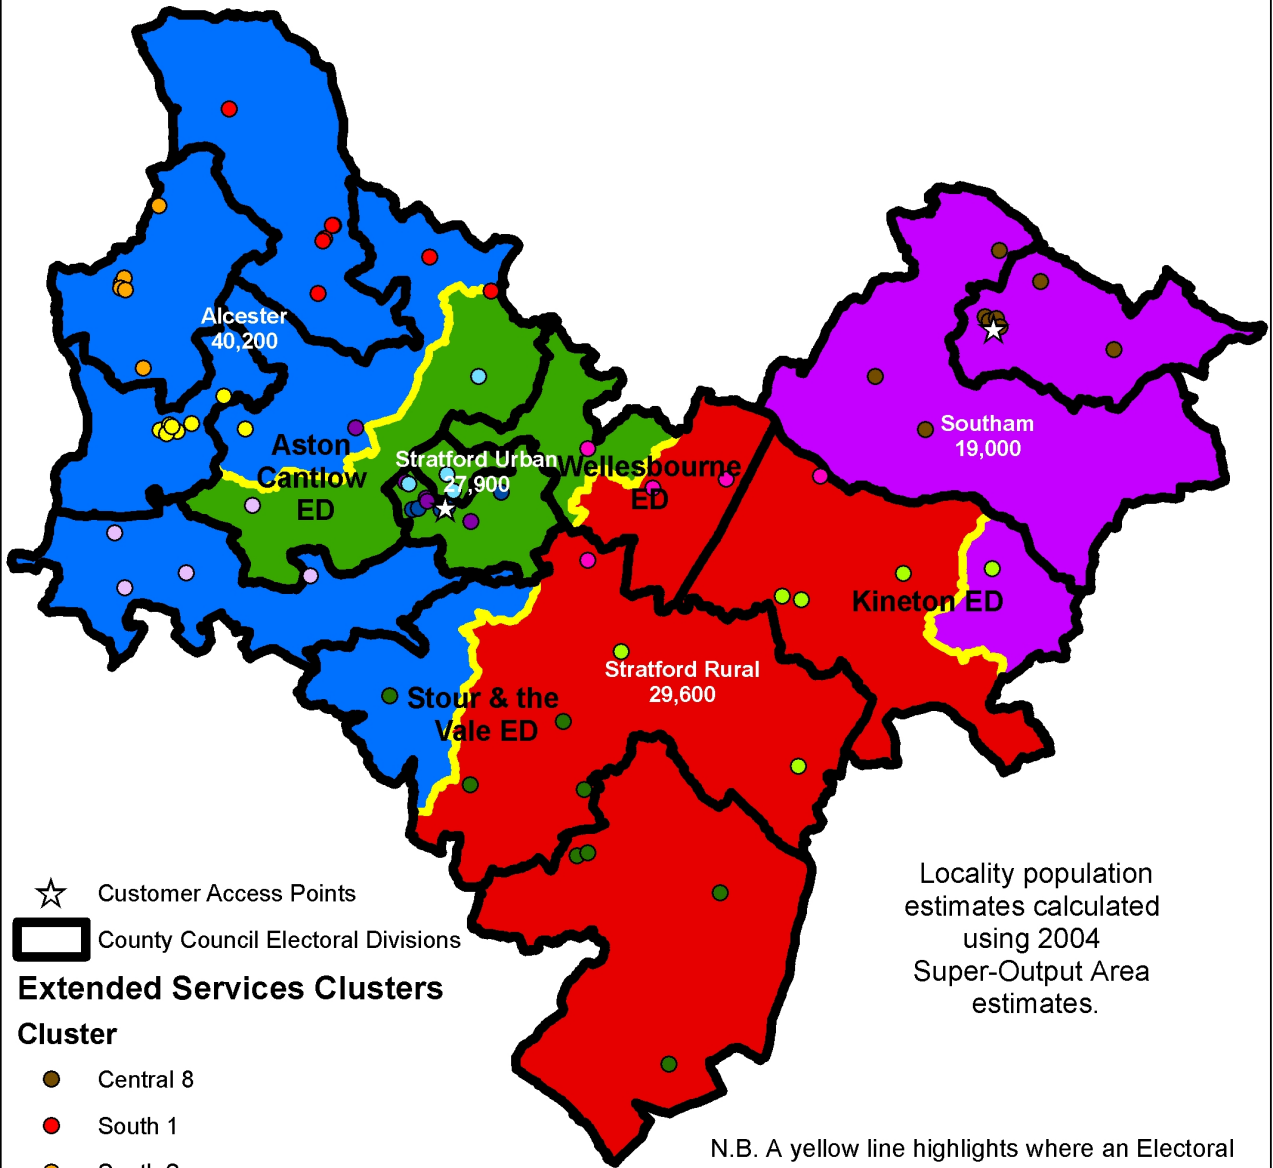 Alcester
40,200
Aston
Cantlow
ED
Stratford Urban
27,900
Wellesbourne
ED
Southam
19,000
Kineton ED
Stratford Rural
29,600
Stour & the
Vale ED
Customer Access Points
County Council Electoral Divisions
Extended Services Clusters
Cluster
Central 8
South 1
Locality population
estimates calculated
using 2004
Super-Output Area
estimates.
N.B. A yellow line highlights where an Electoral